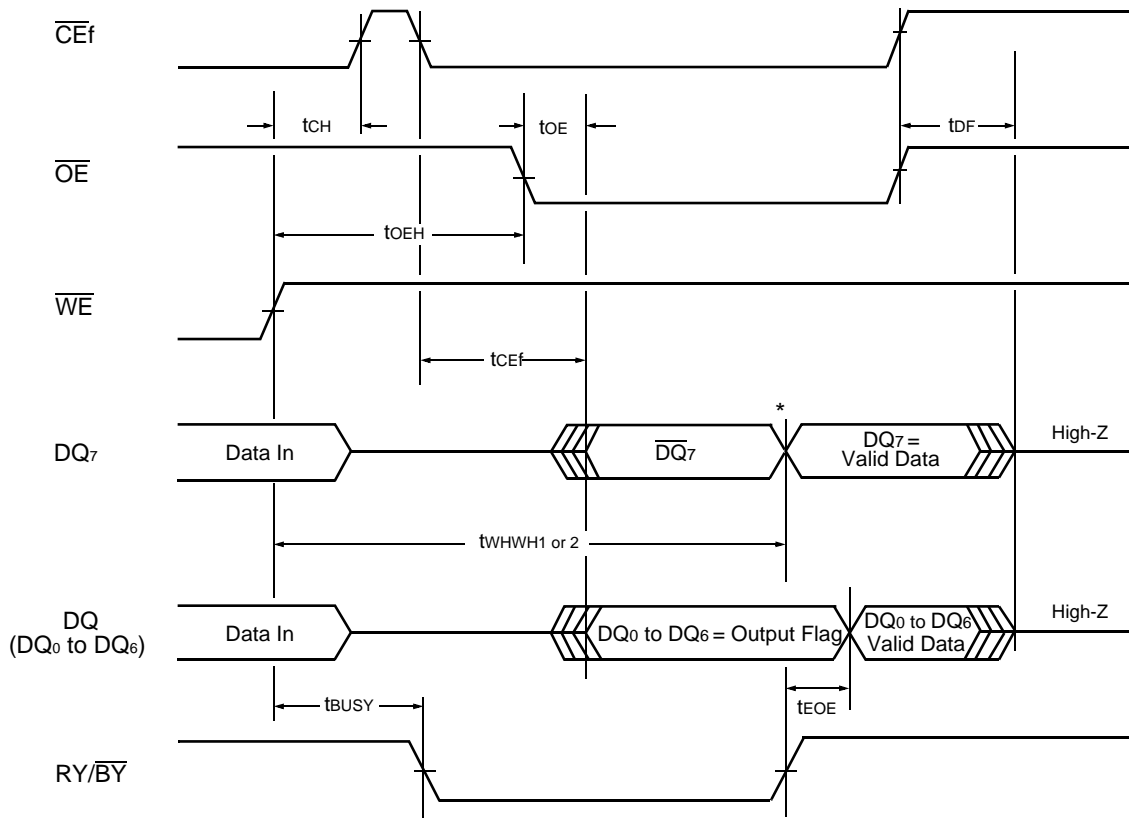 CEf
tCH
tOE
tDF
OE
tOEH
WE
tCEf
*
DQ7
Data In
DQ7
DQ7 =
Valid Data
High-Z
tWHWH1 or 2
DQ
(DQ0 to DQ6)
Data In
DQ0 to DQ6 = Output Flag
DQ0 to DQ6
Valid Data
High-Z
tBUSY
tEOE
RY/BY